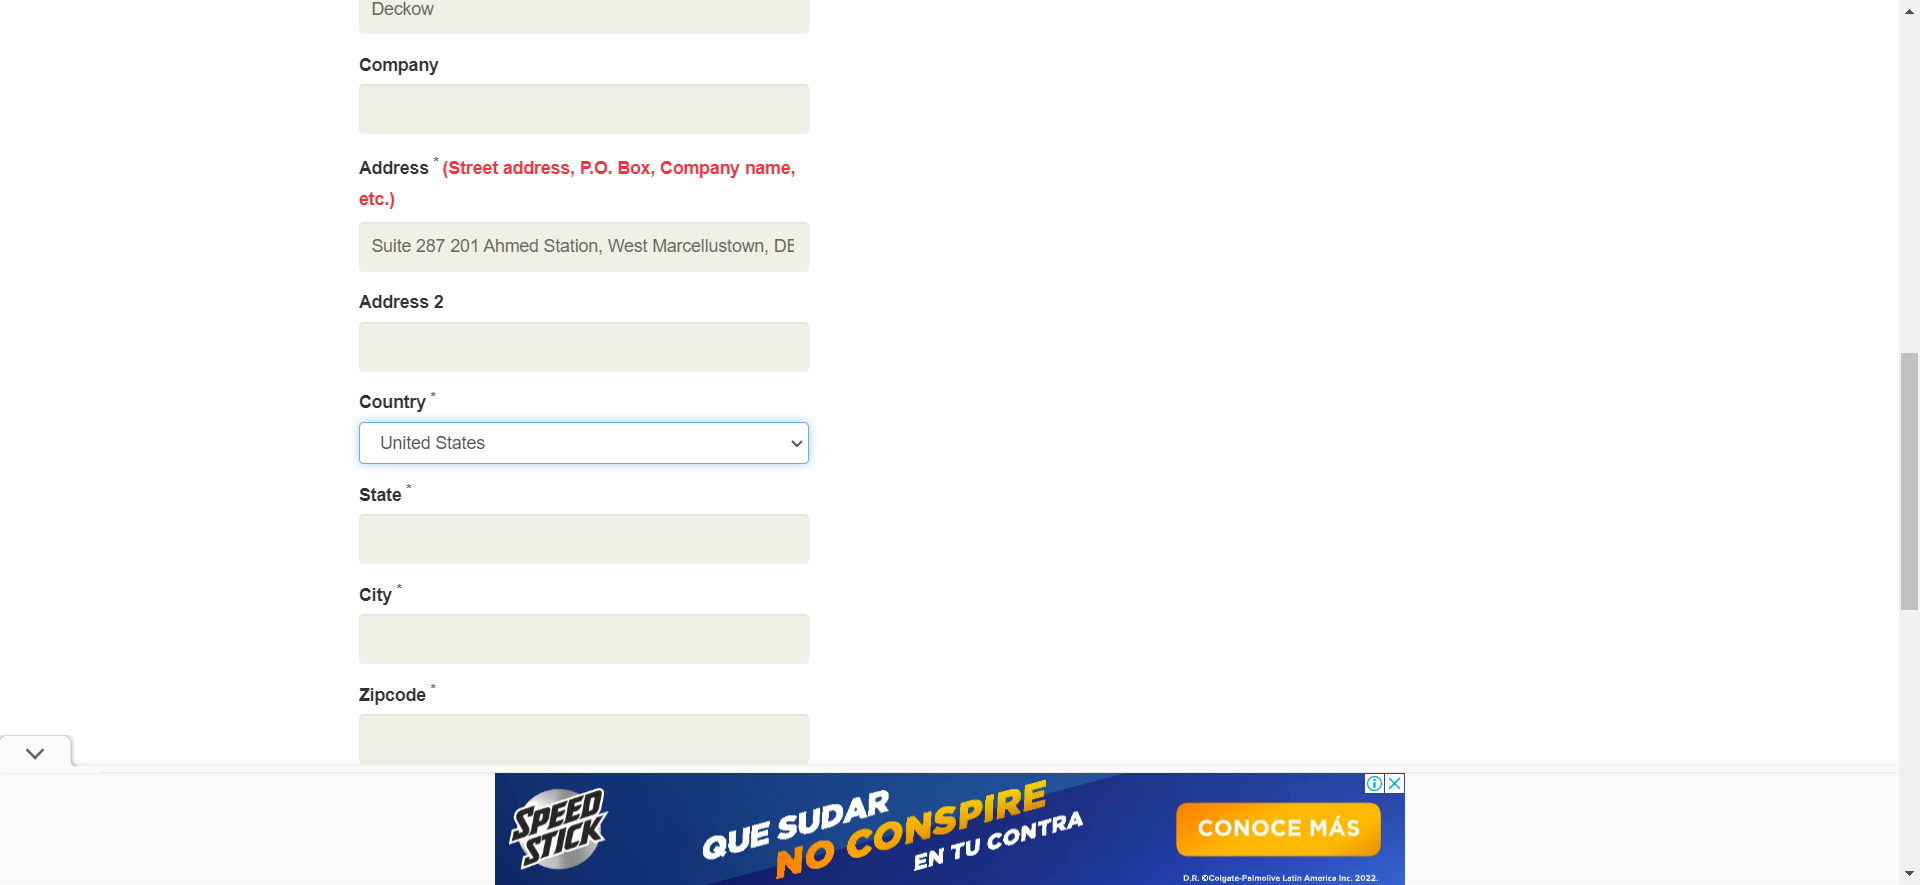 Deckow
Company
Address * (Street address, P.O. Box, Company name,
etc.)
Suite 287 201 Ahmed Station, West Marcellustown, DE
Address 2
Country *
United States
State *
City *
Zipcode *
SPEED
STICK
QUE SUDAR
NO CONSPIRE
EN TU CONTRA
CONOCE MÁS
D.R. ©Colgate-Palmolive Latin America Inc. 2022.